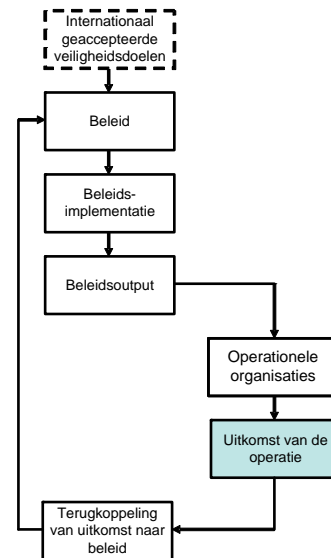 Internationaal
geaccepteerde
veiligheidsdoelen
Beleid
Beleids-
implementatie
Beleidsoutput
Operationele
organisaties
Uitkomst van de
operatie
Terugkoppeling
van uitkomst naar
beleid